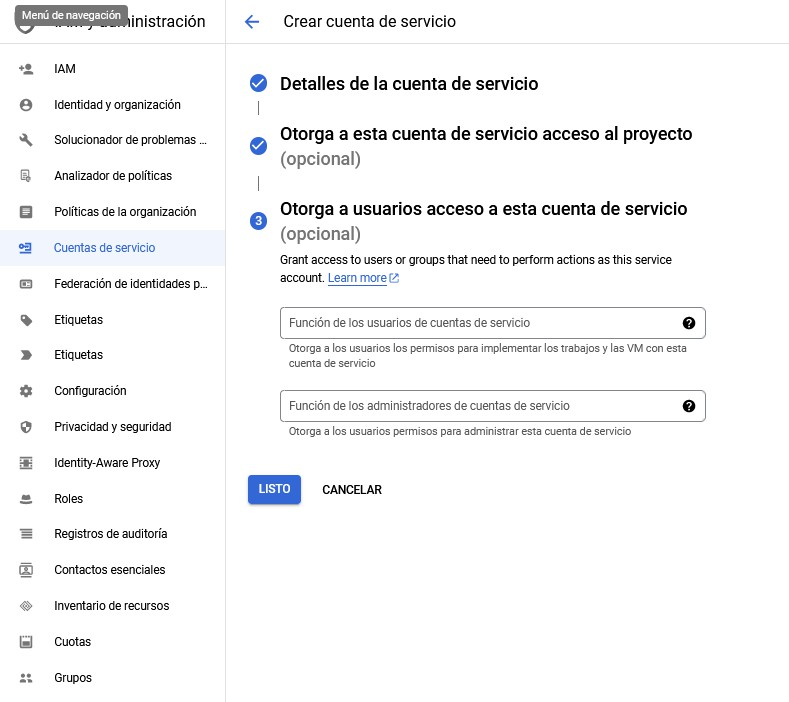 Menú de navegación
IAM y administración
Crear cuenta de servicio
IAM
Identidad y organización
Solucionador de problemas ...
Analizador de políticas
Políticas de la organización
Cuentas de servicio
Federación de identidades p...
Etiquetas
Etiquetas
Configuración
Privacidad y seguridad
Identity-Aware Proxy
Roles
Registros de auditoría
Contactos esenciales
Inventario de recursos
Cuotas
Grupos
Detalles de la cuenta de servicio
Otorga a esta cuenta de servicio acceso al proyecto
(opcional)
3
Otorga a usuarios acceso a esta cuenta de servicio
(opcional)
Grant access to users or groups that need to perform actions as this service
account. Learn more
Función de los usuarios de cuentas de servicio
Otorga a los usuarios los permisos para implementar los trabajos y las VM con esta
cuenta de servicio
Función de los administradores de cuentas de servicio
Otorga a los usuarios permisos para administrar esta cuenta de servicio
LISTO
CANCELAR